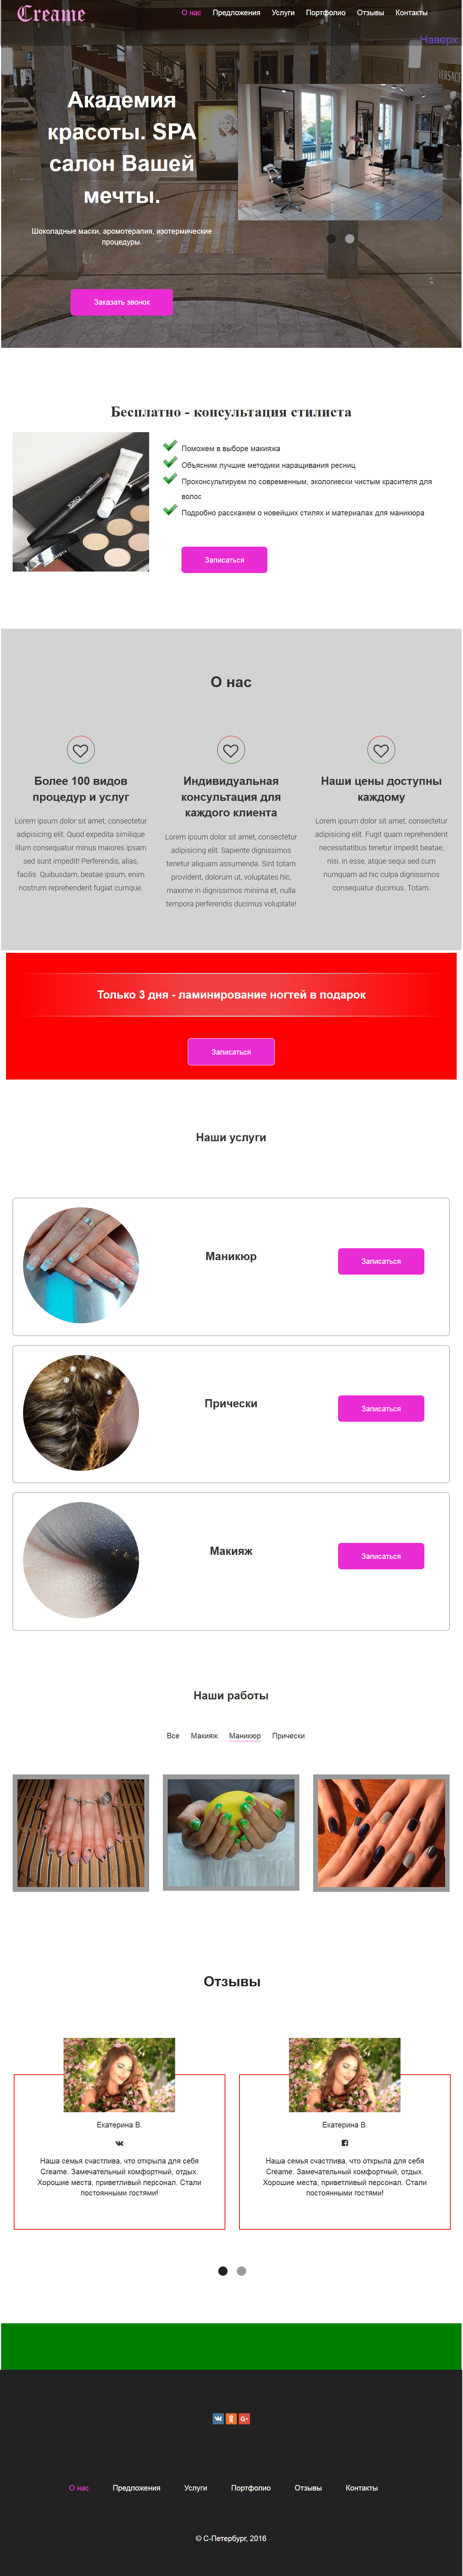 Creame
О нас Предложения Услуги Портфолио Отзывы Контакты
Наверх
VERSACE
Академия
красоты. SPA
салон Вашей
мечты.
Шоколадные маски, аромотерапия, изотермические
процедуры.
Заказать звонок
Бесплатно - консультация стилиста
Поможем в выборе макияжа
Объясним лучшие методики наращивания ресниц
Проконсультируем по современным, экологиески чистым красителя для
волос
Подробно расскажем о новейших стилях и материалах для маникюра
Записаться
О нас
Более 100 видов
процедур и услуг
Lorem ipsum dolor sit amet, consectetur
adipisicing elit. Quod expedita similique
illum consequatur minus maiores ipsam
sed sunt impedit! Perferendis, alias,
facilis. Quibusdam, beatae ipsum, enim
nostrum reprehenderit fugiat cumque.
Индивидуальная
консультация для
каждого клиента
Lorem ipsum dolor sit amet, consectetur
adipisicing elit. Sapiente dignissimos
tenetur aliquam assumenda. Sint totam
provident, dolorum ut, voluptates hic,
maxime in dignissimos minima et, nulla
tempora perferendis ducimus voluptate!
Наши цены доступны
каждому
Lorem ipsum dolor sit amet, consectetur
adipisicing elit. Fugit quam reprehenderit
necessitatibus tenetur impedit beatae,
nisi, in esse, atque sequi sed cum
numquam ad hic culpa dignissimos
consequatur ducimus. Totam.
Только 3 дня - ламинирование ногтей в подарок
Записаться
Наши услуги
Маникюр
Записаться
Прически
Записаться
Макияж
Записаться
Наши работы
Все Макияж Маникюр Прически
Отзывы
Екатерина В.
Наша семья счастлива, что открыла для себя
Creame. Замечательный комфортный, отдых.
Хорошие места, приветливый персонал. Стали
постоянными гостями!
Екатерина В.
Наша семья счастлива, что открыла для себя
Creame. Замечательный комфортный, отдых.
Хорошие места, приветливый персонал. Стали
постоянными гостями!
О нас Предложения Услуги Портфолио Отзывы Контакты
© С-Петербург, 2016